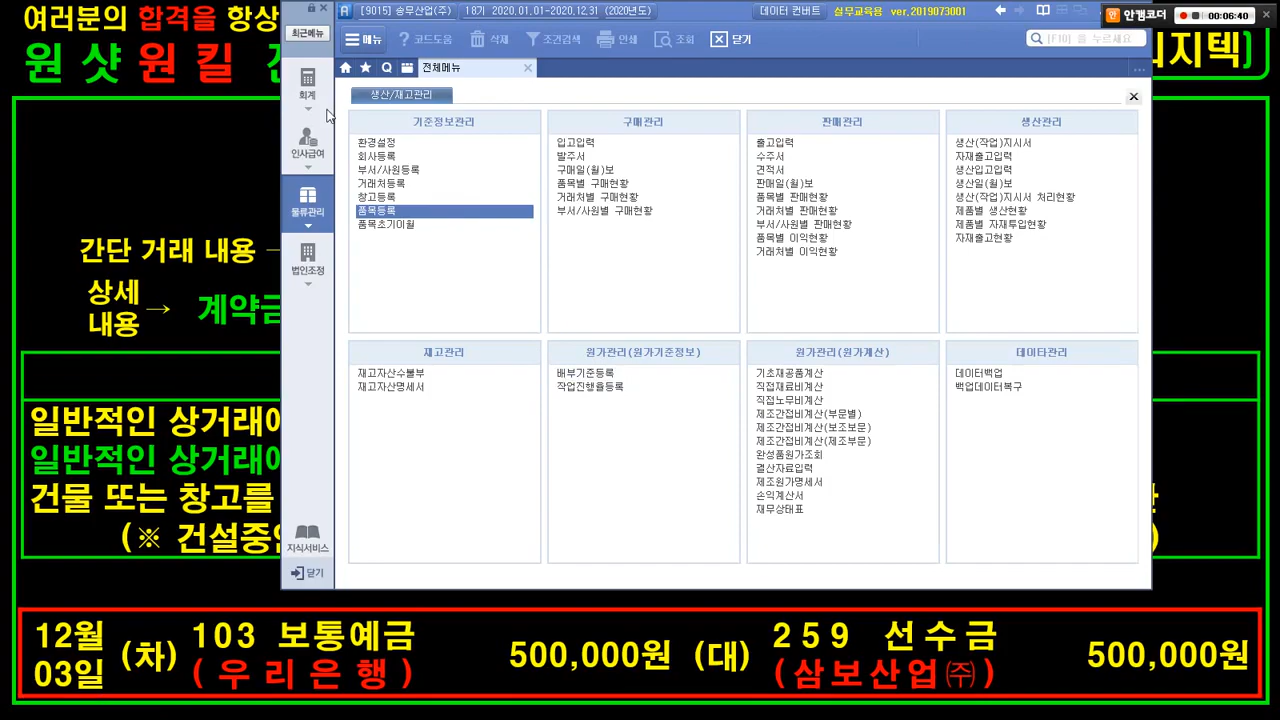 여러분의 합격을 항상
원 샷 원 킬
지텍)
최근메뉴
[9015] 송무산업(주)
18기 2020.01.01~2020.12.31 (2020년도)
데이터 컨버트
실무교육용 ver.2019073001
안캠코더
00:06:40
메뉴
? 코드도움
삭제
조건검색
인쇄
조회
닫기
[F10] 을 누르세요
전체메뉴
회계
인사급여
물류관리
법인조정
지식서비스
닫기
생산/재고관리
기준정보관리
환경설정
회사등록
부서/사원등록
거래처등록
창고등록
품목등록
품목초기이월
구매관리
입고입력
발주서
구매일(월)보
품목별 구매현황
거래처별 구매현황
부서/사원별 구매현황
판매관리
출고입력
수주서
견적서
판매일(월)보
품목별 판매현황
거래처별 판매현황
부서/사원별 판매현황
품목별 이익현황
거래처별 이익현황
생산관리
생산(작업)지시서
자재출고입력
생산입고입력
생산일(월)보
생산(작업)지시서 처리현황
제품별 생산현황
제품별 자재투입현황
자재출고현황
재고관리
재고자산수불부
재고자산명세서
원가관리(원가기준정보)
배부기준등록
작업진행율등록
원가관리(원가계산)
기초재공품계산
직접재료비계산
직접노무비계산
제조간접비계산(부문별)
제조간접비계산(보조부문)
제조간접비계산(제조부문)
완성품원가조회
결산자료입력
제조원가명세서
손익계산서
재무상태표
데이타관리
데이터백업
백업데이터복구
간단 거래 내용 →
상세
내용 → 계약금
일반적인 상거래에
일반적인 상거래에
건물 또는 창고를
(※ 건설중인
)
12월
03일
(차)
103 보통예금
(우리은행)
500,000원
(대)
259 선수금
(삼보산업㈜)
500,000원